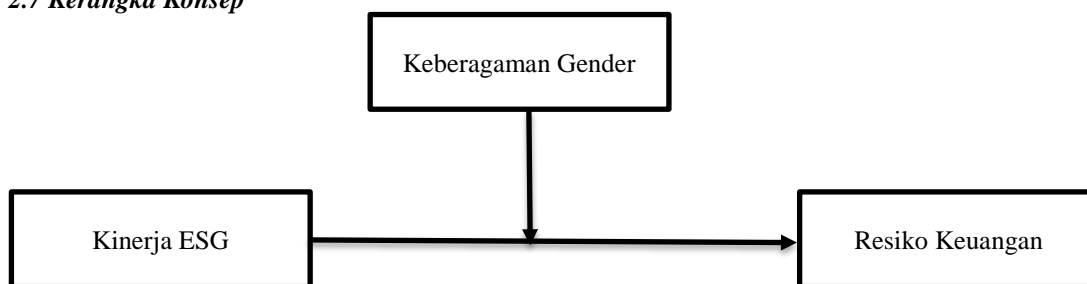 2.7 Kerangka Konsep
Keberagaman Gender
Kinerja ESG
Resiko Keuangan